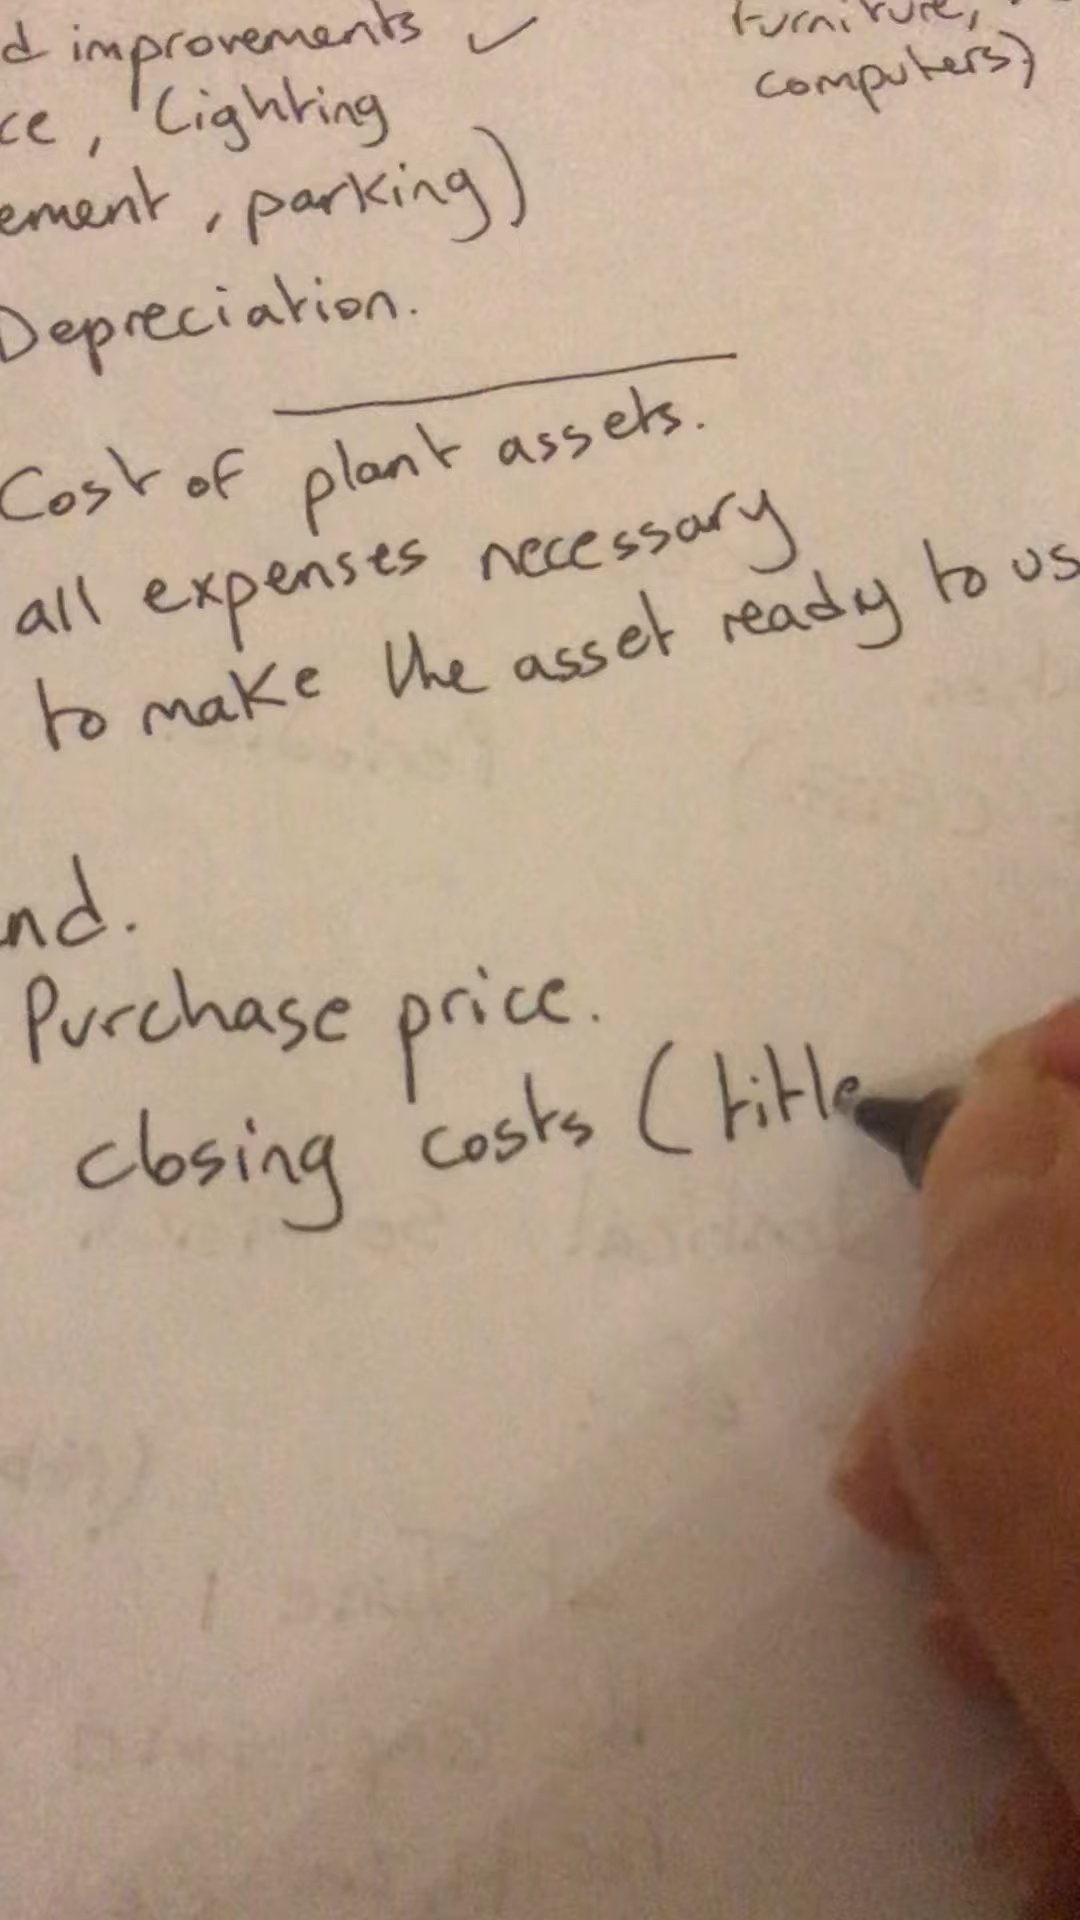 d improvements ✓
furniture,
computers)
ce, Lighting
ement, parking)
Depreciation.
Cost of plant assets.
all expenses necessary
to make the asset ready to us
nd.
Purchase price.
closing costs (title